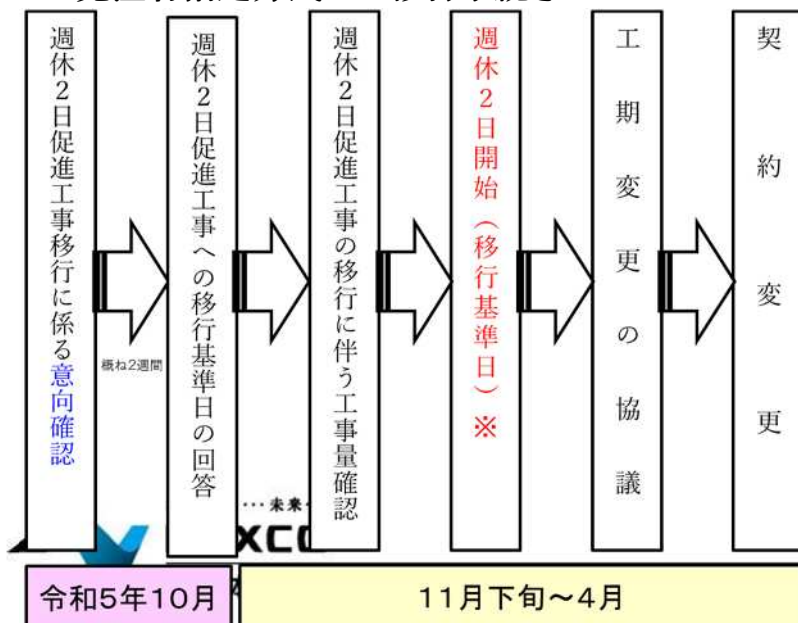 週休2日促進工事移行に係る意向確認
概ね2週間
週休2日促進工事への移行基準日の回答
週休2日促進工事の移行に伴う工事量確認
週休2日開始（移行基準日）※
工期変更の協議
契約変更
…未来
XC
令和5年10月
11月下旬～4月